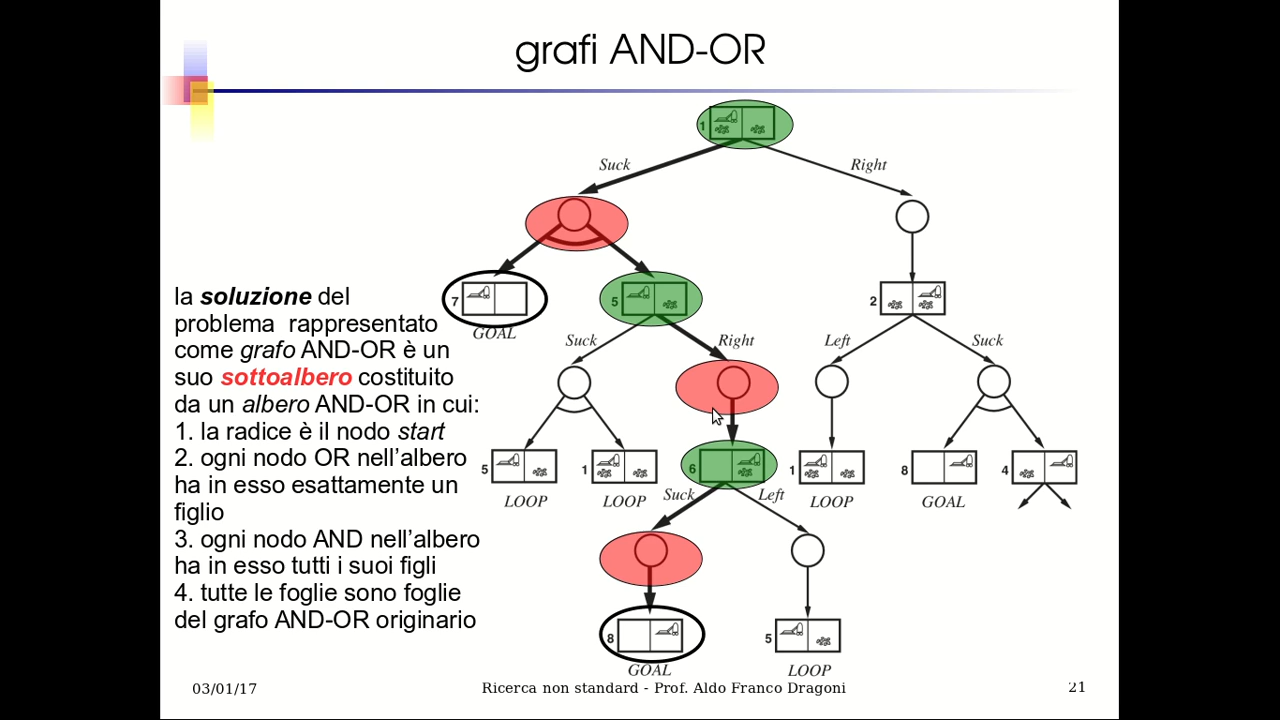 grafi AND-OR
1
Suck
Right
7
5
2
GOAL
la soluzione del
problema rappresentato
come grafo AND-OR è un
suo sottoalbero costituito
da un albero AND-OR in cui:
1. la radice è il nodo start
2. ogni nodo OR nell'albero
ha in esso esattamente un
figlio
3. ogni nodo AND nell'albero
ha in esso tutti i suoi figli
4. tutte le foglie sono foglie
del grafo AND-OR originario
Suck
Right
Left
Suck
5
1
6
1
8
4
LOOP
LOOP
Suck
Left
LOOP
GOAL
8
5
GOAL
LOOP
03/01/17
Ricerca non standard - Prof. Aldo Franco Dragoni
21